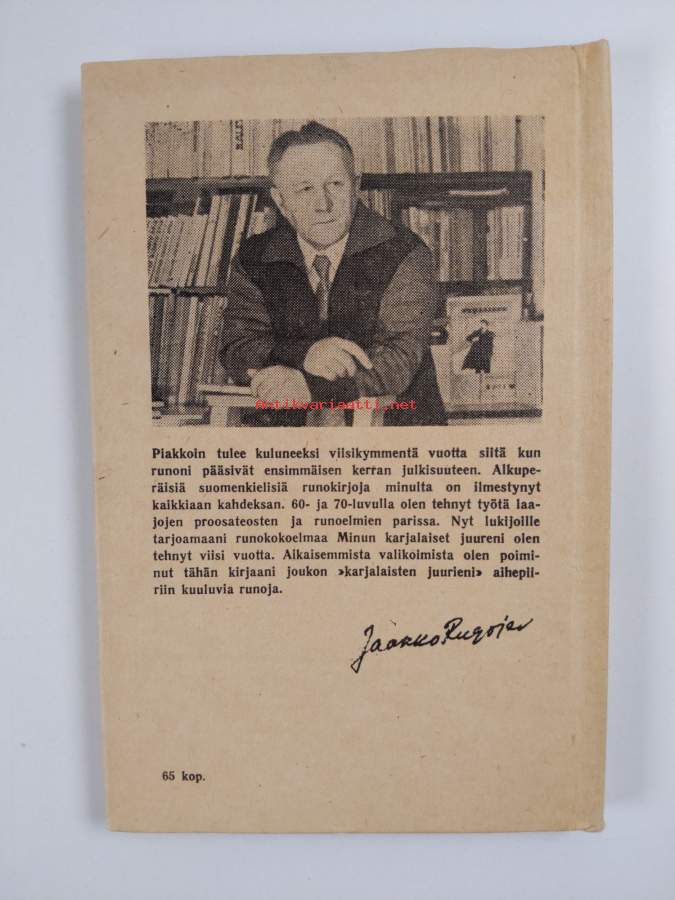 Antikvariaatti.net
Piakkoin tulee kuluneeksi viisikymmentä vuotta siitä kun
runoni pääsivät ensimmäisen kerran julkisuuteen. Alkupe-
räisiä suomenkielisiä runokirjoja minulta on ilmestynyt
kaikkiaan kahdeksan. 60- ja 70-luvulla olen tehnyt työtä laa-
jojen proosateosten ja runoelmien parissa. Nyt lukijoille
tarjoamaani runokokoelmaa Minun karjalaiset juureni olen
tehnyt viisi vuotta. Aikaisemmista valikoimista olen poimi-
nut tähän kirjaani joukon »karjalaisten juurieni» aihepii-
riin kuuluvia runoja.
Jaakko Rugojev
65 kop.